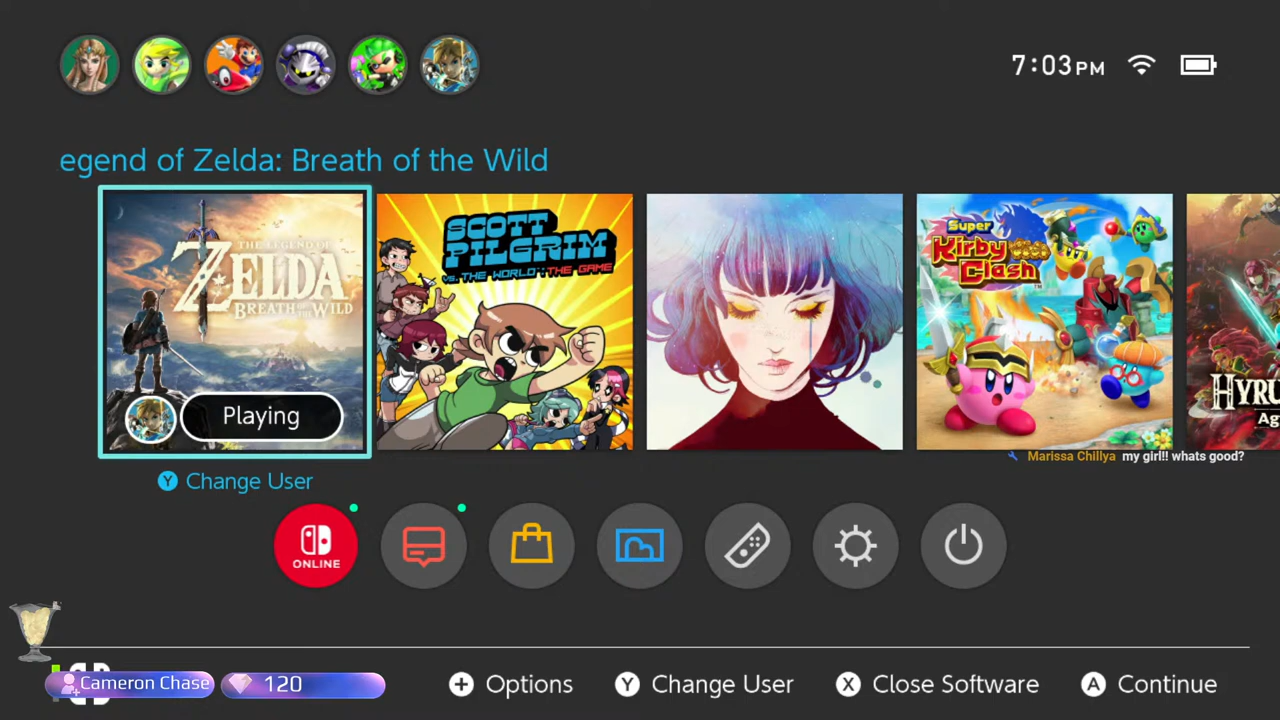 7:03 PM
egend of Zelda: Breath of the Wild
THE LEGEND OF
ZELDA
BREATH OF THE WILD
Playing
SCOTT
PILGRIM
VS. THE WORLD: THE GAME
Super
Kirby
Clash
HYRU
Ag
Marissa Chillya my girl!! whats good?
Y Change User
ONLINE
Cameron Chase
120
+ Options
Y Change User
X Close Software
A Continue